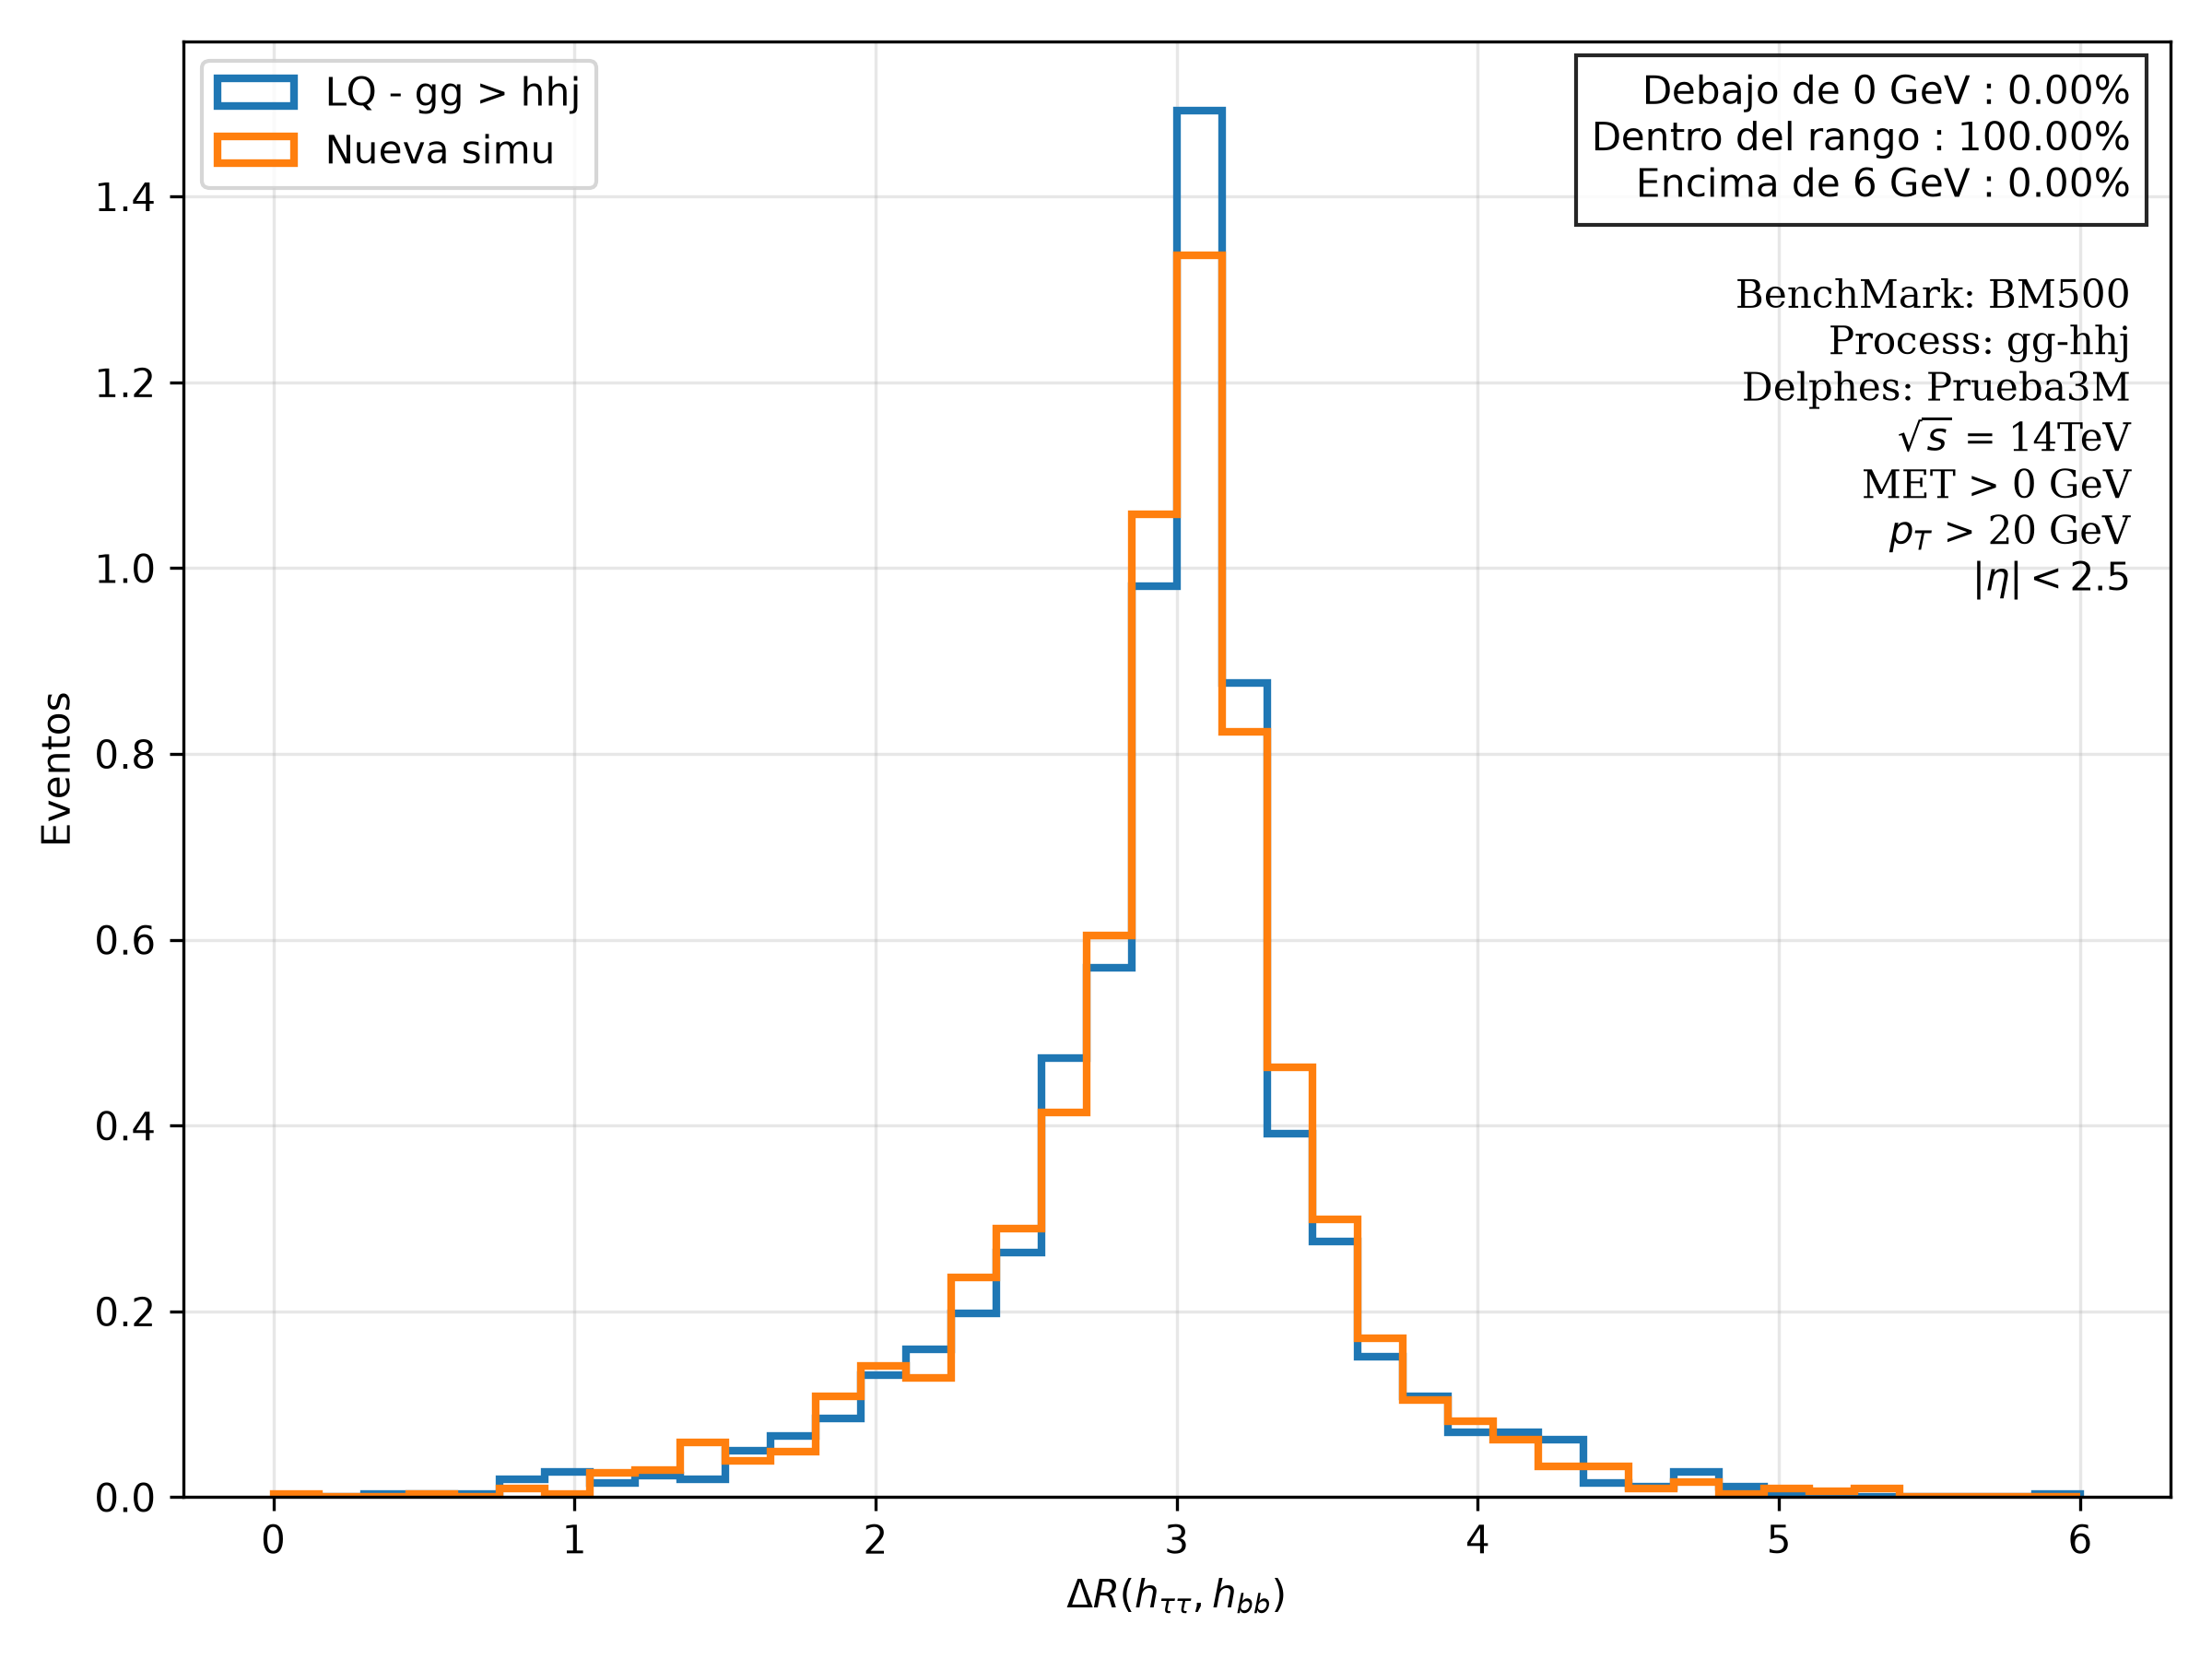 LQ - gg > hhj
Nueva simu
Debajo de 0 GeV : 0.00%
Dentro del rango : 100.00%
Encima de 6 GeV : 0.00%
BenchMark: BM500
Process: gg-hhj
Delphes: Prueba3M
√s = 14TeV
MET > 0 GeV
p_T > 20 GeV
|η| < 2.5
Eventos
1.4
1.2
1.0
0.8
0.6
0.4
0.2
0.0
0 1 2 3 4 5 6
ΔR(h_ττ, h_bb)